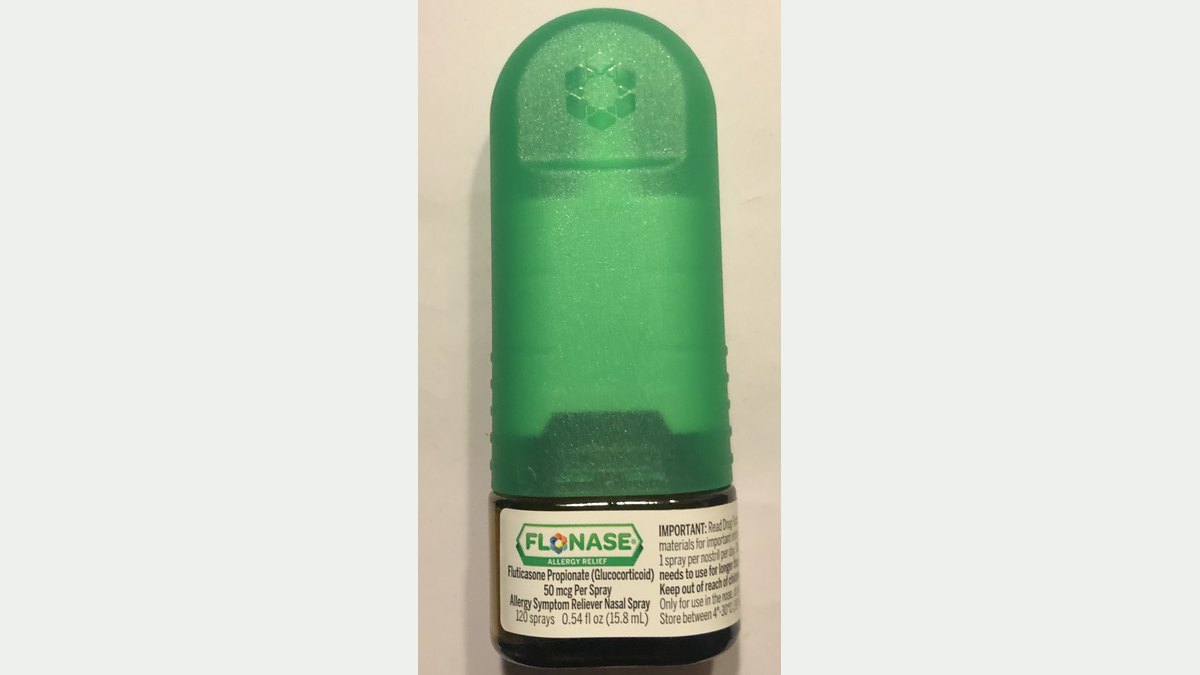 FLONASE®
ALLERGY RELIEF
Fluticasone Propionate (Glucocorticoid)
50 mcg Per Spray
Allergy Symptom Reliever Nasal Spray
120 sprays 0.54 fl oz (15.8 mL)
IMPORTANT: Read Drug
materials for important
1 spray per nostril per day.
needs to use for longer
Keep out of reach of
Only for use in the nose,
Store between 4°-30°C